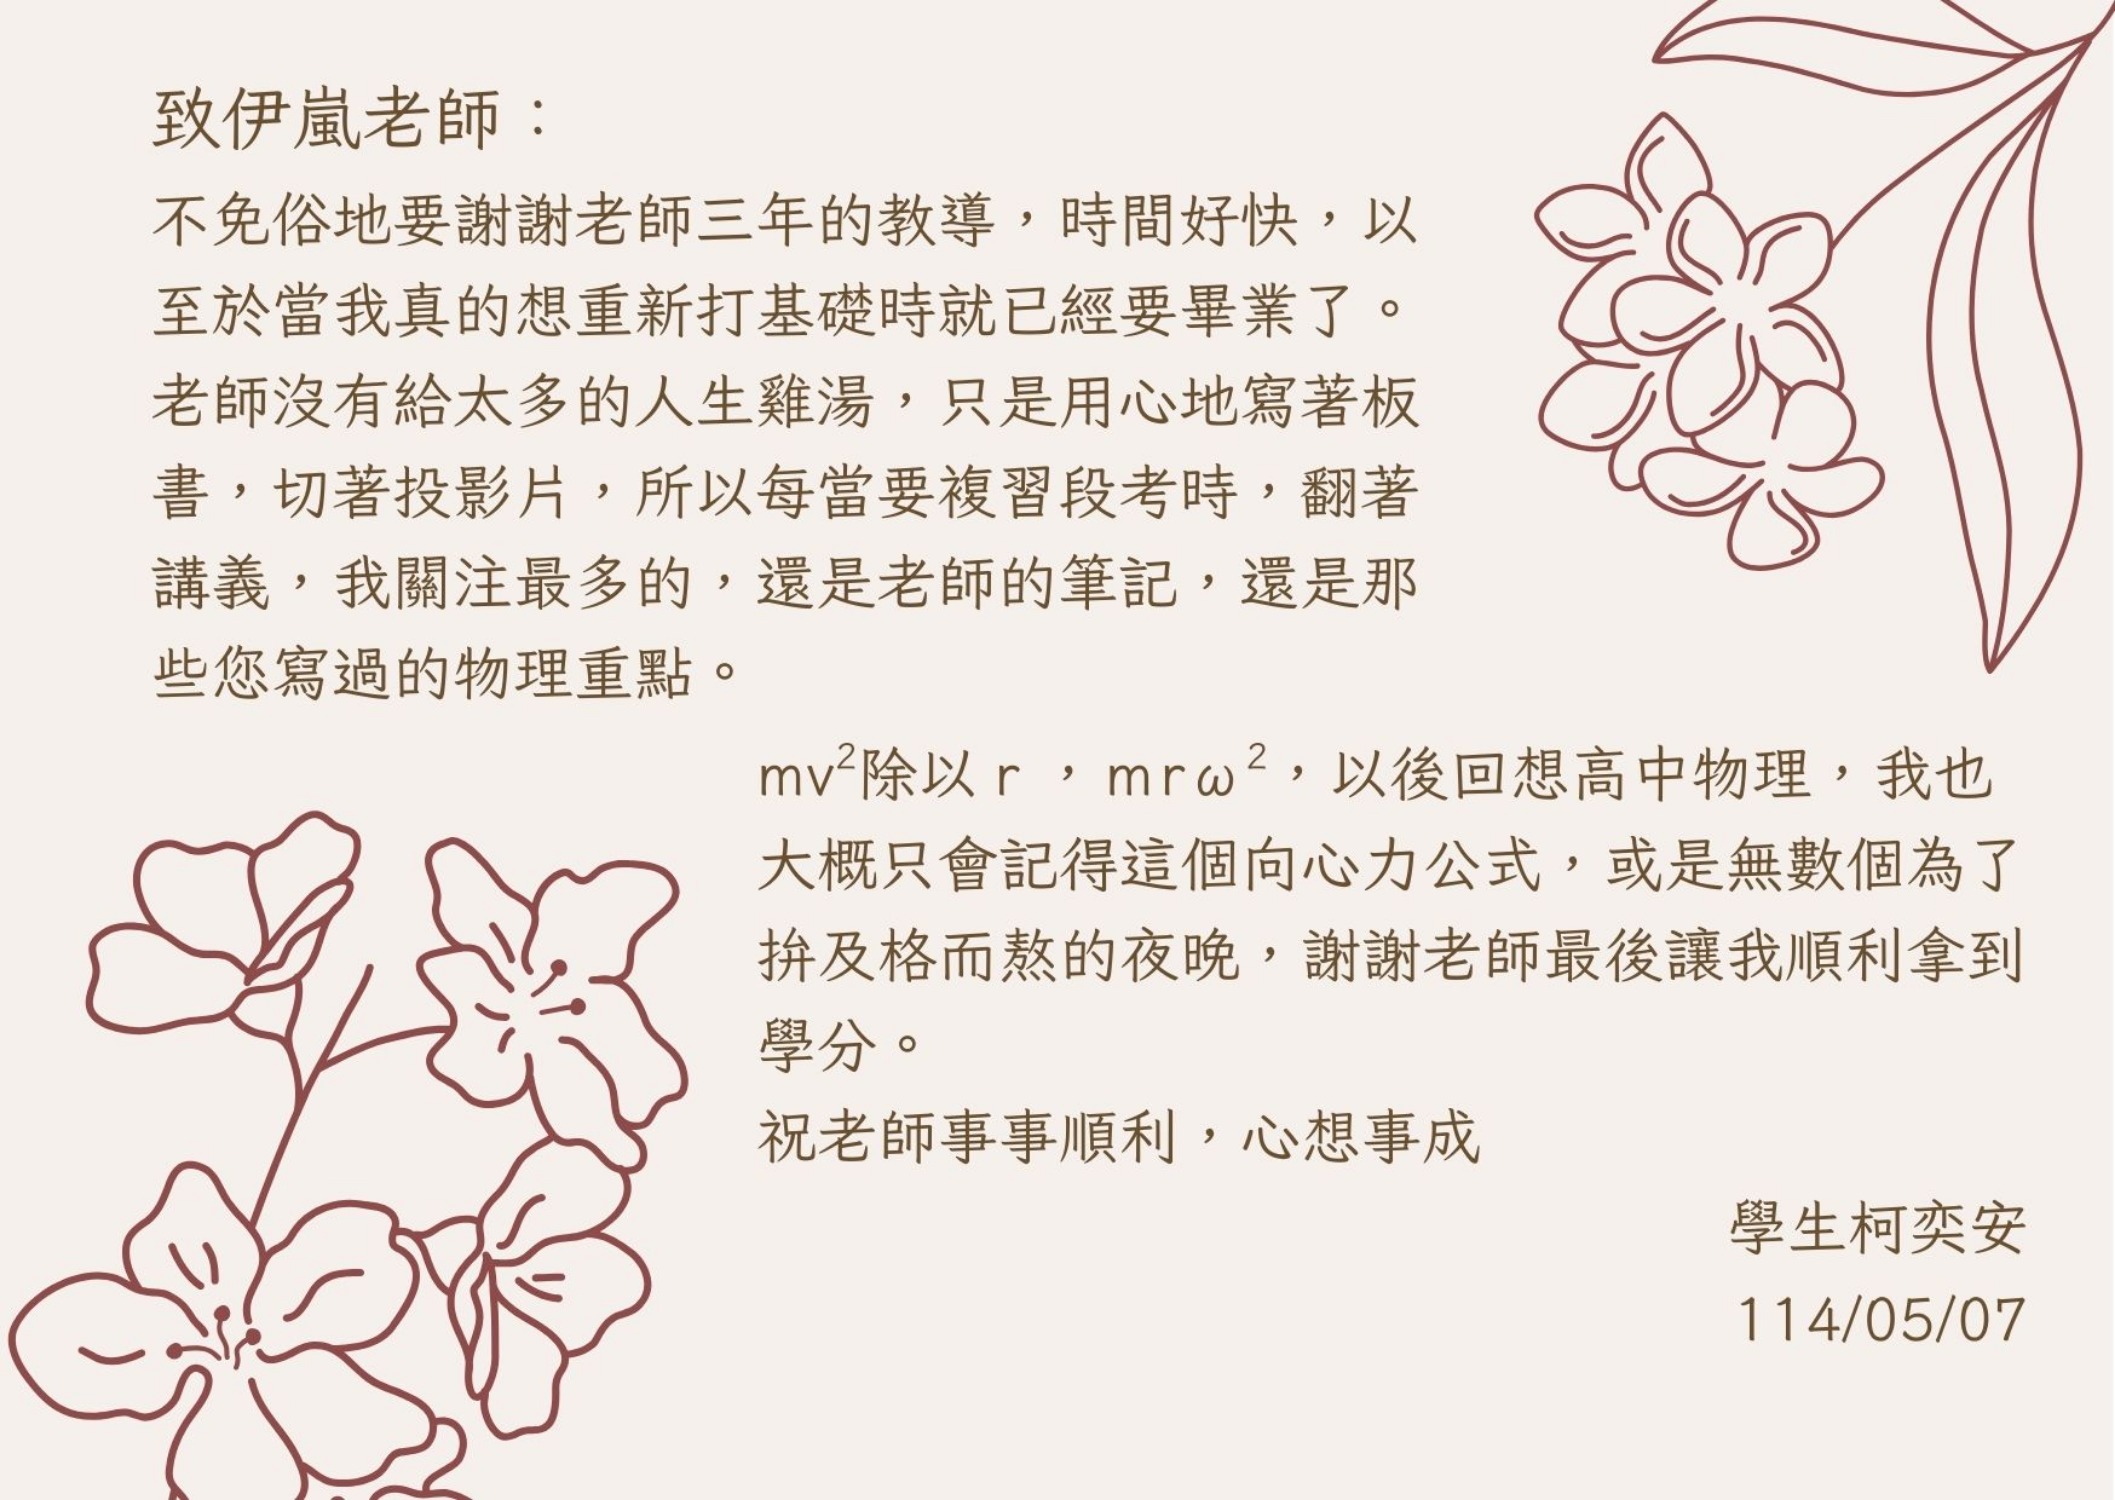 致伊嵐老師：
不免俗地要謝謝老師三年的教導，時間好快，以
至於當我真的想重新打基礎時就已經要畢業了。
老師沒有給太多的人生雞湯，只是用心地寫著板
書，切著投影片，所以每當要複習段考時，翻著
講義，我關注最多的，還是老師的筆記，還是那
些您寫過的物理重點。
mv²除以r，mrω²，以後回想高中物理，我也
大概只會記得這個向心力公式，或是無數個為了
拚及格而熬的夜晚，謝謝老師最後讓我順利拿到
學分。
祝老師事事順利，心想事成
學生柯奕安
114/05/07